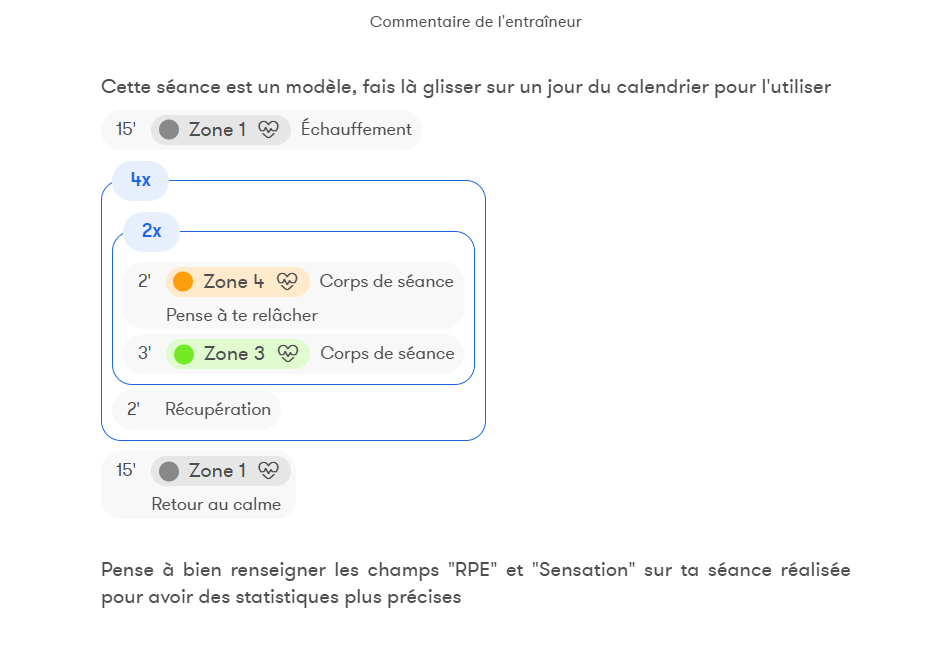 Commentaire de l'entraîneur
Cette séance est un modèle, fais là glisser sur un jour du calendrier pour l'utiliser
15' Zone 1 Échauffement
4x
2x
2' Zone 4 Corps de séance
Pense à te relâcher
3' Zone 3 Corps de séance
2' Récupération
15' Zone 1
Retour au calme
Pense à bien renseigner les champs "RPE" et "Sensation" sur ta séance réalisée
pour avoir des statistiques plus précises